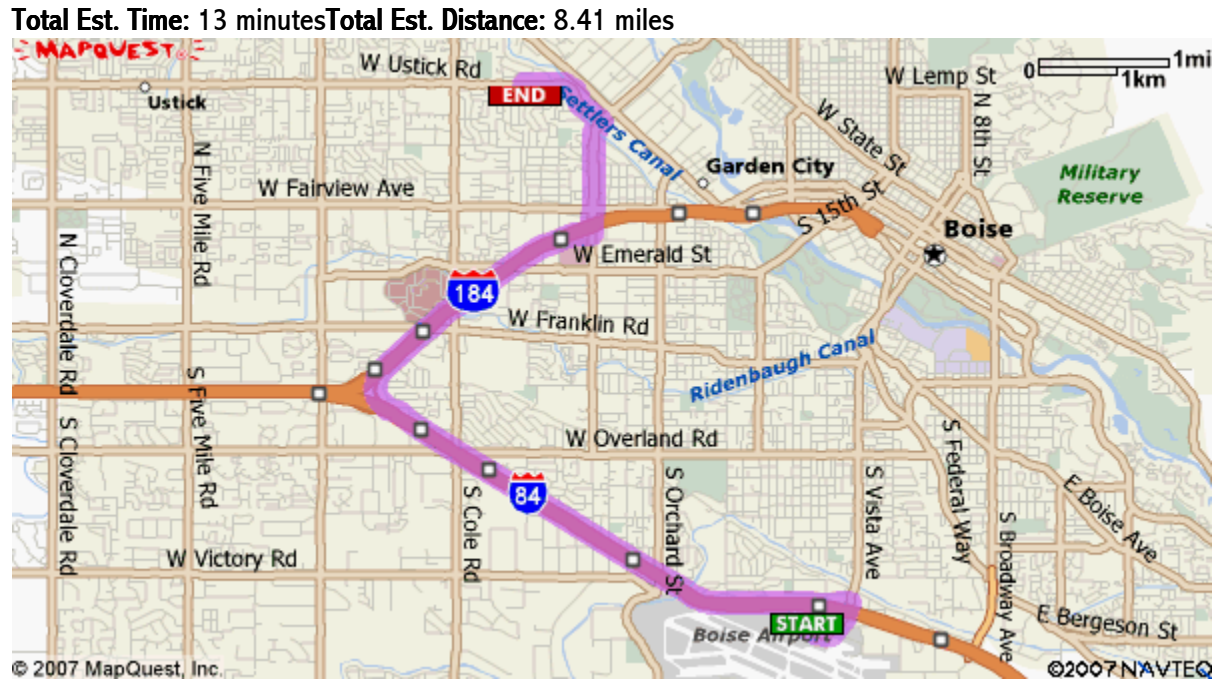 Total Est. Time: 13 minutesTotal Est. Distance: 8.41 miles
MAPQUEST.
W Ustick Rd
W Lemp St
0
1mi
1km
END
Ustick
Settlers Canal
N 8th St
W State St
N Five Mile Rd
Garden City
Military
Reserve
W Fairview Ave
S 15th St
Boise
N Cloverdale Rd
W Emerald St
184
W Franklin Rd
Ridenbaugh Canal
S Five Mile Rd
S Cloverdale Rd
W Overland Rd
S Federal Way
84
S Cole Rd
S Orchard St
S Vista Ave
E Boise Ave
S Broadway Ave
W Victory Rd
START
Boise Airport
E Bergeson St
© 2007 MapQuest, Inc.
©2007 NAVTEQ